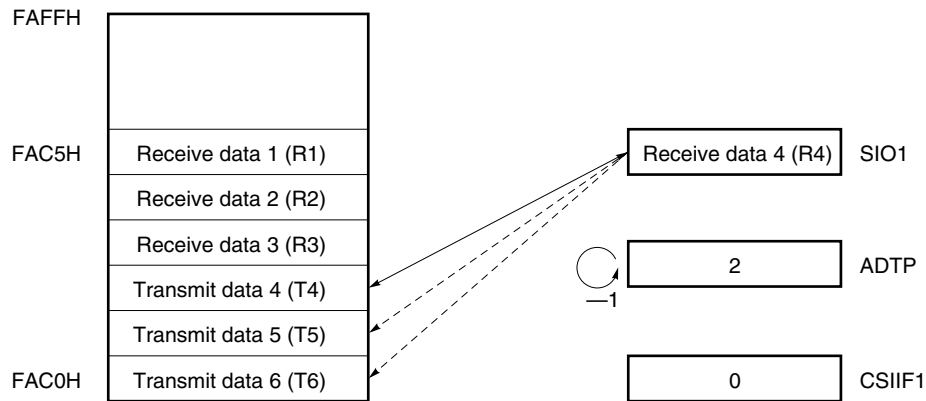 FAFFH
FAC5H
Receive data 1 (R1)
Receive data 4 (R4)
SIO1
Receive data 2 (R2)
Receive data 3 (R3)
2
ADTP
Transmit data 4 (T4)
—1
Transmit data 5 (T5)
FAC0H
Transmit data 6 (T6)
0
CSIIF1